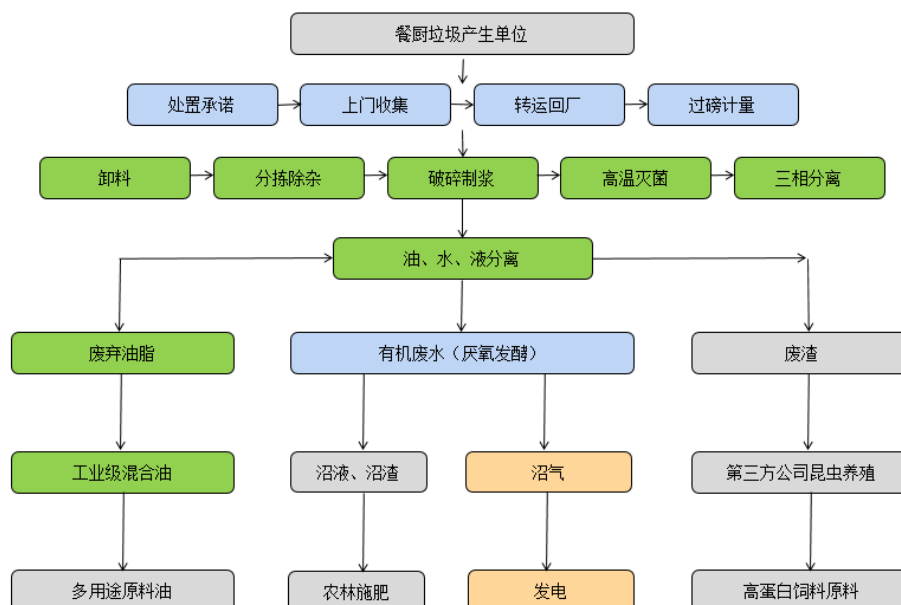 餐厨垃圾产生单位
处置承诺
上门收集
转运回厂
过磅计量
卸料
分拣除杂
破碎制浆
高温灭菌
三相分离
油、水、液分离
废弃油脂
有机废水（厌氧发酵）
废渣
工业级混合油
沼液、沼渣
沼气
第三方公司昆虫养殖
多用途原料油
农林施肥
发电
高蛋白饲料原料